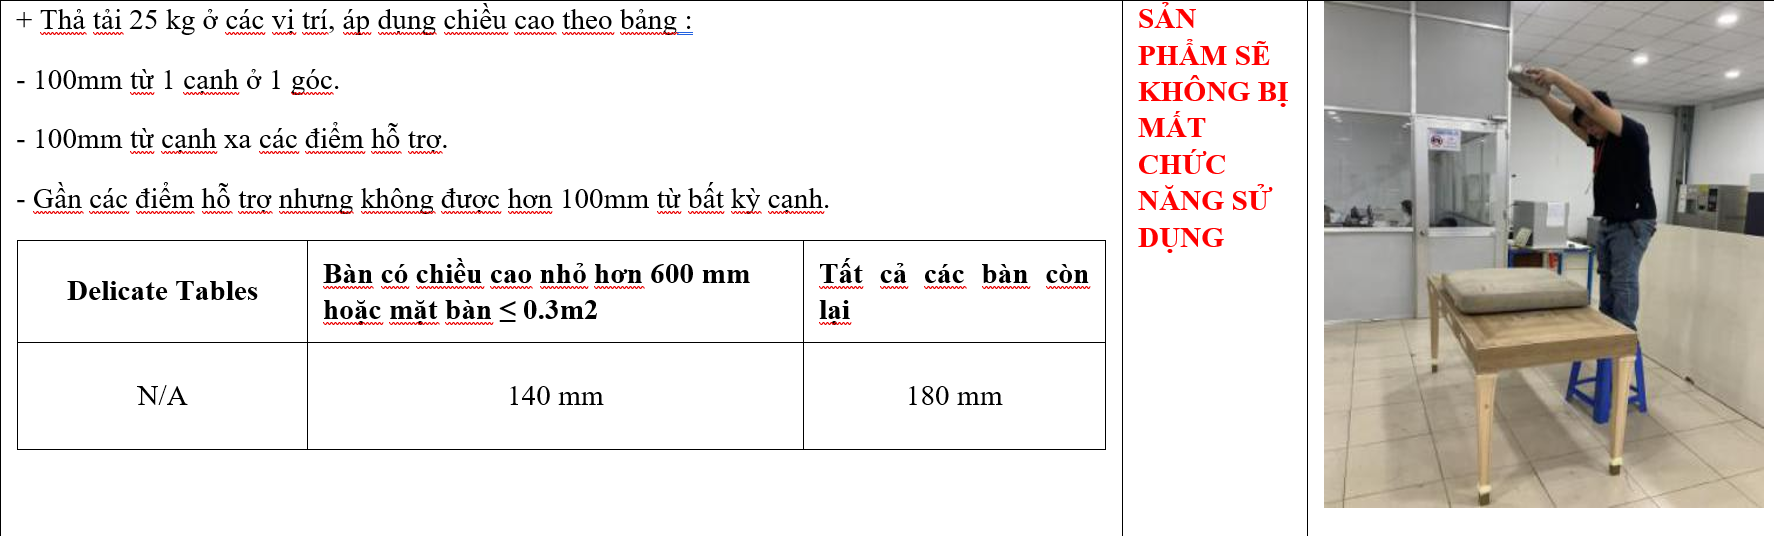 + Thả tải 25 kg ở các vị trí, áp dụng chiều cao theo bảng :
- 100mm từ 1 cạnh ở 1 góc.
- 100mm từ cạnh xa các điểm hỗ trợ.
- Gần các điểm hỗ trợ nhưng không được hơn 100mm từ bất kỳ cạnh.
Delicate Tables
Bàn có chiều cao nhỏ hơn 600 mm
hoặc mặt bàn ≤ 0.3m2
Tất cả các bàn còn
lại
N/A
140 mm
180 mm
SẢN
PHẨM SẼ
KHÔNG BỊ
MẤT
CHỨC
NĂNG SỬ
DỤNG